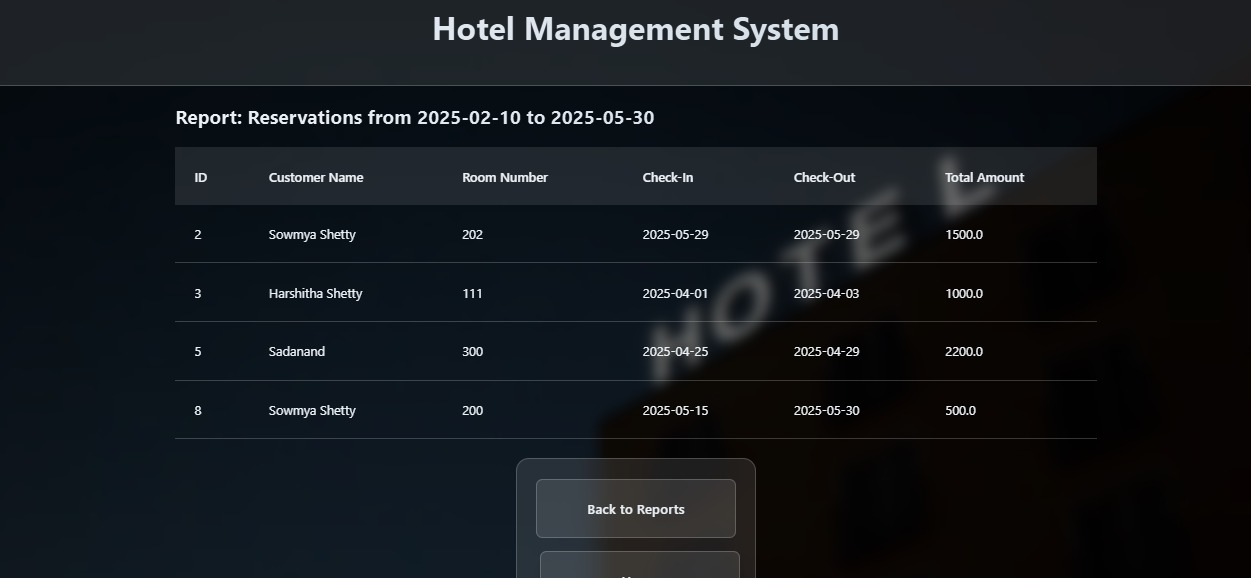 Hotel Management System
Report: Reservations from 2025-02-10 to 2025-05-30
ID Customer Name Room Number Check-In Check-Out Total Amount
2 Sowmya Shetty 202 2025-05-29 2025-05-29 1500.0
3 Harshitha Shetty 111 2025-04-01 2025-04-03 1000.0
5 Sadanand 300 2025-04-25 2025-04-29 2200.0
8 Sowmya Shetty 200 2025-05-15 2025-05-30 500.0
HOTEL
Back to Reports